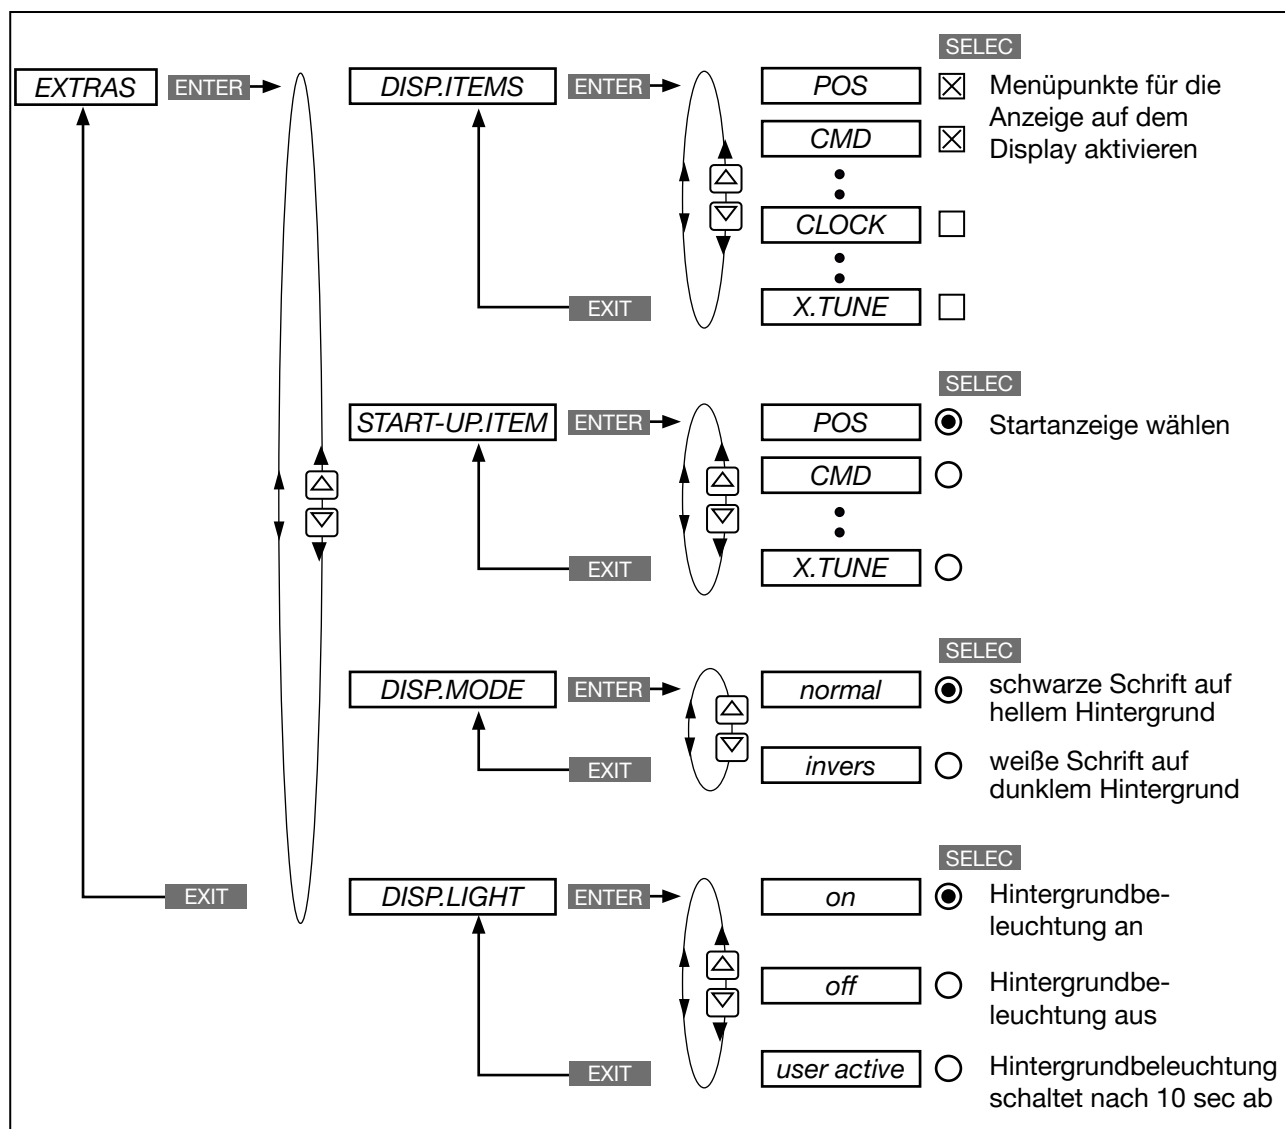 SELEC
EXTRAS ENTER DISP.ITEMS ENTER POS Menüpunkte für die
Anzeige auf dem
CMD Display aktivieren
CLOCK
EXIT X.TUNE
SELEC
START-UP.ITEM ENTER POS Startanzeige wählen
CMD
EXIT X.TUNE
SELEC
DISP.MODE ENTER normal schwarze Schrift auf
hellem Hintergrund
EXIT invers weiße Schrift auf
dunklem Hintergrund
SELEC
EXIT DISP.LIGHT ENTER on Hintergrundbe-
leuchtung an
off Hintergrundbe-
leuchtung aus
EXIT user active Hintergrundbeleuchtung
schaltet nach 10 sec ab